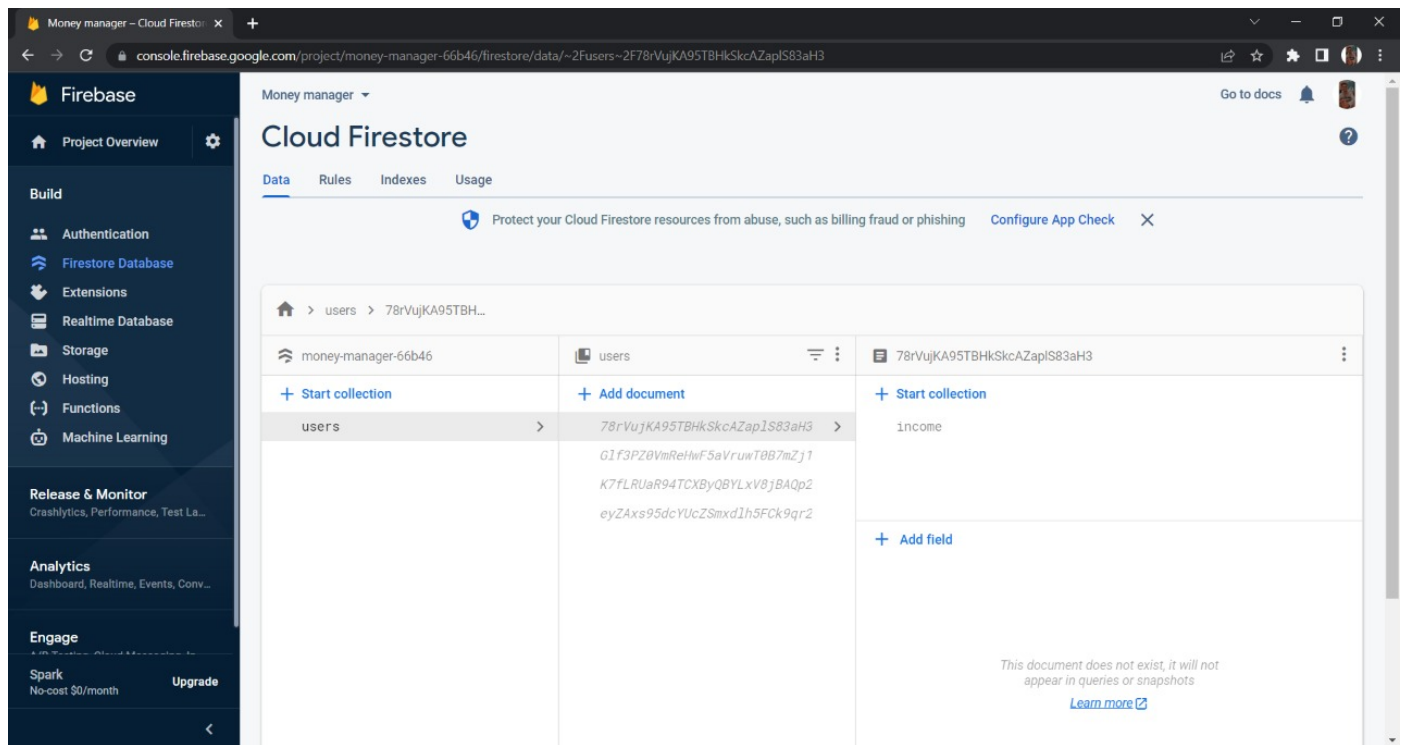 Money manager – Cloud Firestor
console.firebase.google.com/project/money-manager-66b46/firestore/data/~2Fusers~2F78rVujKA95TBHkSkcAZaplS83aH3
Firebase
Project Overview
Build
Authentication
Firestore Database
Extensions
Realtime Database
Storage
Hosting
Functions
Machine Learning
Release & Monitor
Crashlytics, Performance, Test La...
Analytics
Dashboard, Realtime, Events, Conv...
Engage
Spark
No-cost $0/month
Upgrade
Money manager
Go to docs
Cloud Firestore
Data Rules Indexes Usage
Protect your Cloud Firestore resources from abuse, such as billing fraud or phishing Configure App Check
users > 78rVujKA95TBH...
money-manager-66b46
+ Start collection
users
users
+ Add document
78rVujKA95TBHkSkcAZaplS83aH3
Glf3PZ0VmReHwF5aVruwT0B7mZj1
K7fLRUaR94TCXByQBYLxV8jBAQp2
eyZAxs95dcYUcZSmxdlh5FCk9qr2
78rVujKA95TBHkSkcAZaplS83aH3
+ Start collection
income
+ Add field
This document does not exist, it will not
appear in queries or snapshots
Learn more